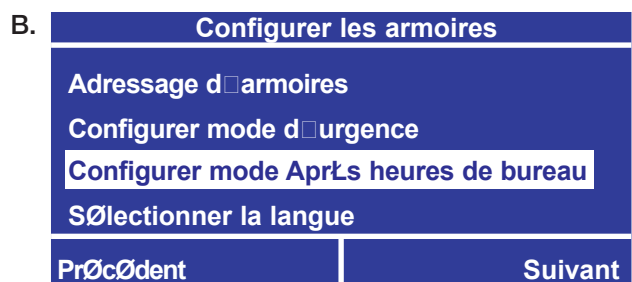 B.
Configurer les armoires
Adressage d□armoires
Configurer mode d□urgence
Configurer mode AprŁs heures de bureau
SØlectionner la langue
PrØcØdent
Suivant